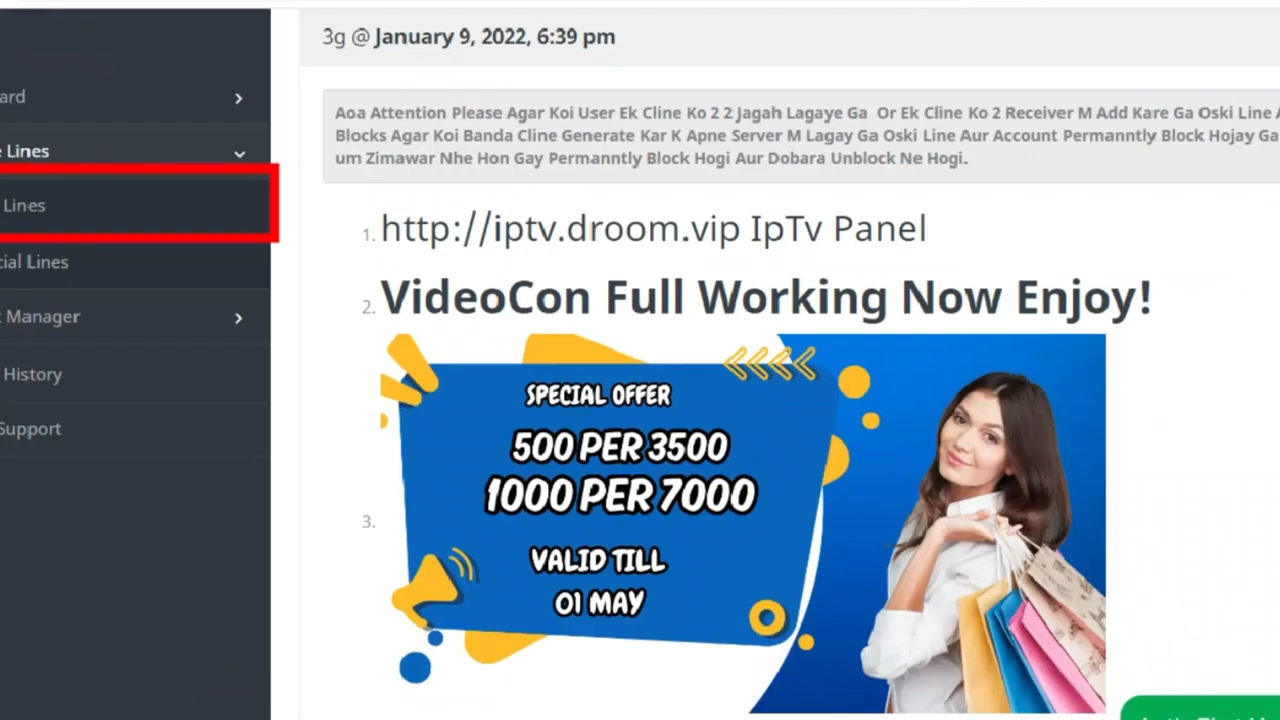 3g @ January 9, 2022, 6:39 pm
ard
Aoa Attention Please Agar Koi User Ek Cline Ko 2 2 Jagah Lagaye Ga Or Ek Cline Ko 2 Receiver M Add Kare Ga Oski Line
Blocks Agar Koi Banda Cline Generate Kar K Apne Server M Lagay Ga Oski Line Aur Account Permanntly Block Hojay Ga
um Zimawar Nhe Hon Gay Permanntly Block Hogi Aur Dobara Unblock Ne Hogi.
e Lines
Lines
cial Lines
t Manager
History
Support
1. http://iptv.droom.vip IpTv Panel
2. VideoCon Full Working Now Enjoy!
3.
SPECIAL OFFER
500 PER 3500
1000 PER 7000
VALID TILL
01 MAY